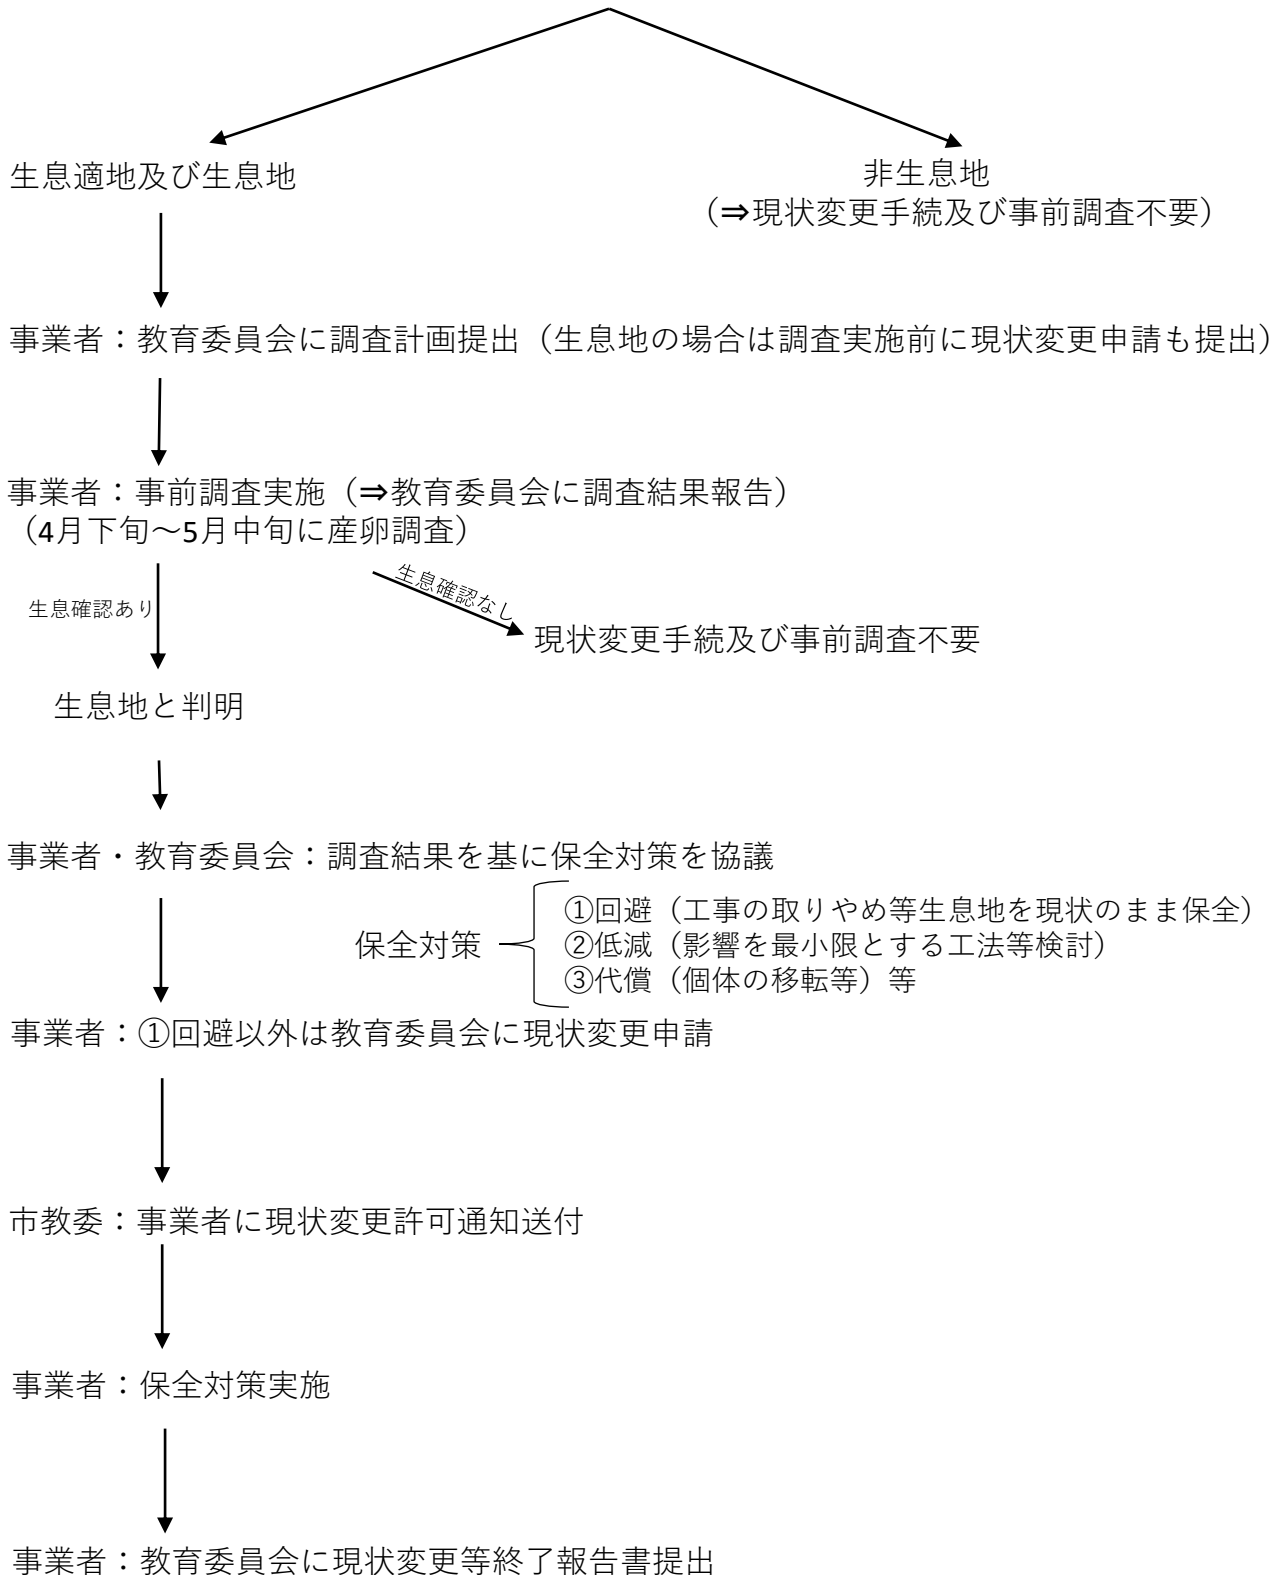 生息適地及び生息地
非生息地
（⇒現状変更手続及び事前調査不要）
事業者：教育委員会に調査計画提出（生息地の場合は調査実施前に現状変更申請も提出）
事業者：事前調査実施（⇒教育委員会に調査結果報告）
（4月下旬～5月中旬に産卵調査）
生息確認あり
生息確認なし
現状変更手続及び事前調査不要
生息地と判明
事業者・教育委員会：調査結果を基に保全対策を協議
保全対策
①回避（工事の取りやめ等生息地を現状のまま保全）
②低減（影響を最小限とする工法等検討）
③代償（個体の移転等）等
事業者：①回避以外は教育委員会に現状変更申請
市教委：事業者に現状変更許可通知送付
事業者：保全対策実施
事業者：教育委員会に現状変更等終了報告書提出